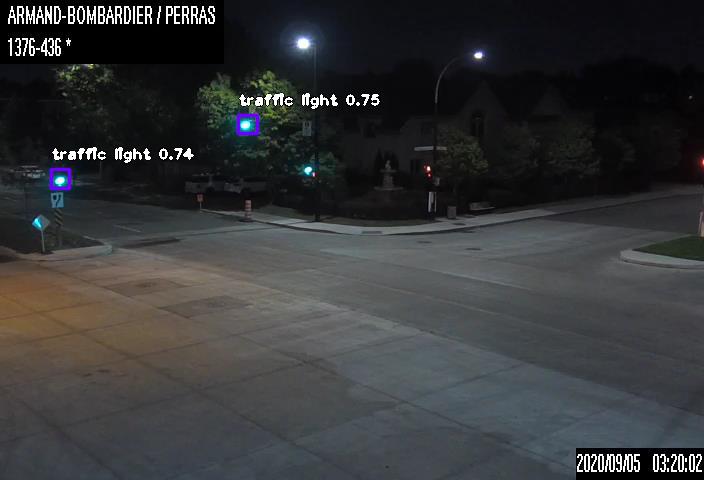 ARMAND-BOMBARDIER / PERRAS
1376-436 *
traffic light 0.75
traffic light 0.74
2020/09/05 03:20:02